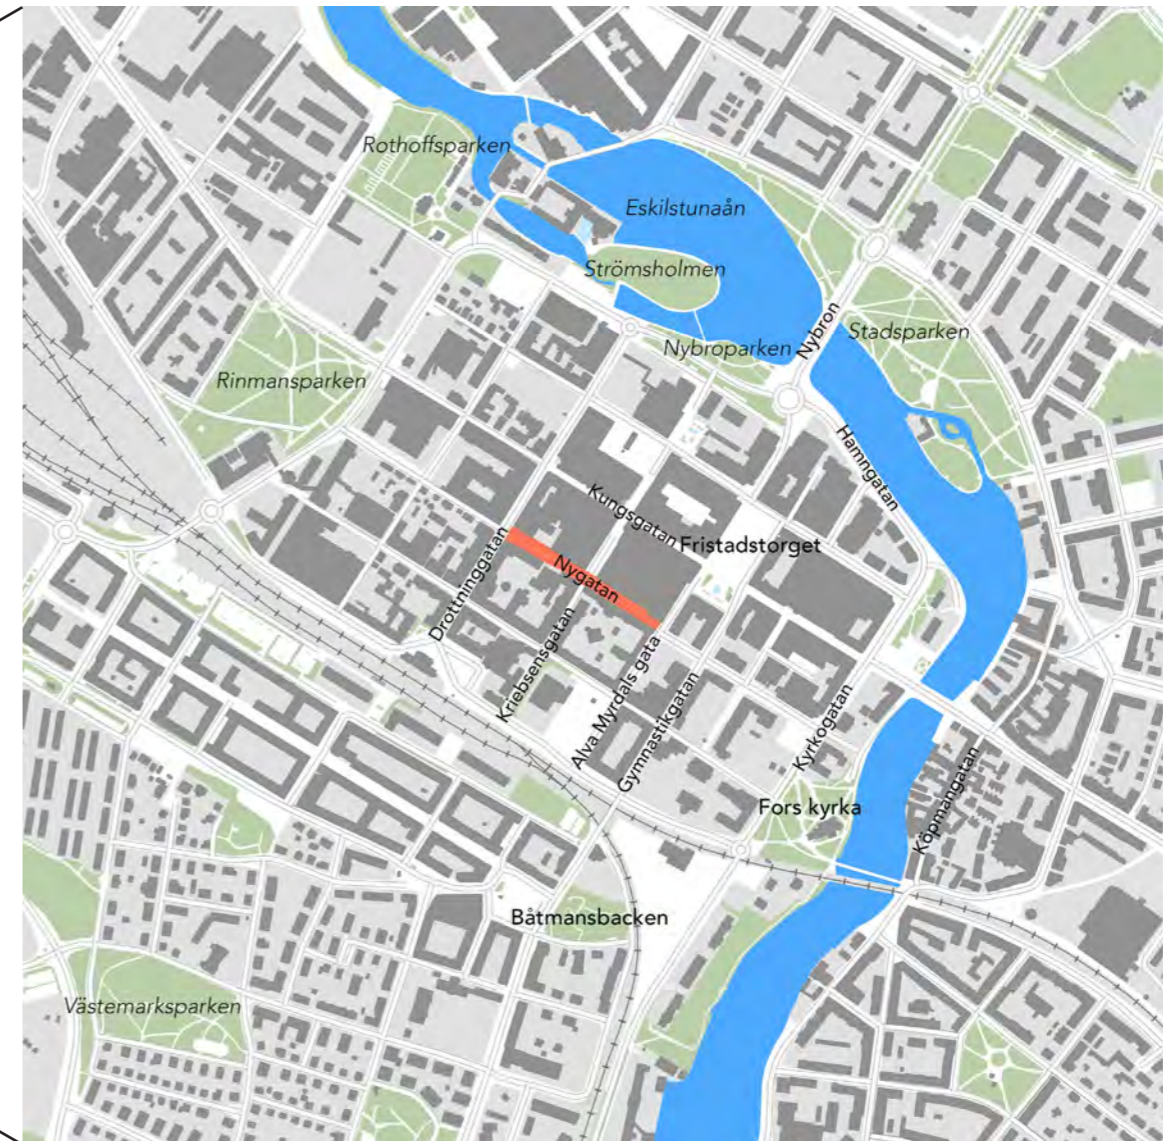 Rothoffsparken
Eskilstunaån
Strömsholmen
Nybron
Stadsparken
Nybroparken
Rinmansparken
Hamngatan
Kungsgatan
Fristadstorget
Drottninggatan
Nygatan
Kriebsensgatan
Alva Myrdals gata
Gymnastikgatan
Kyrkogatan
Fors kyrka
Köpmangatan
Båtmansbacken
Västemarksparken